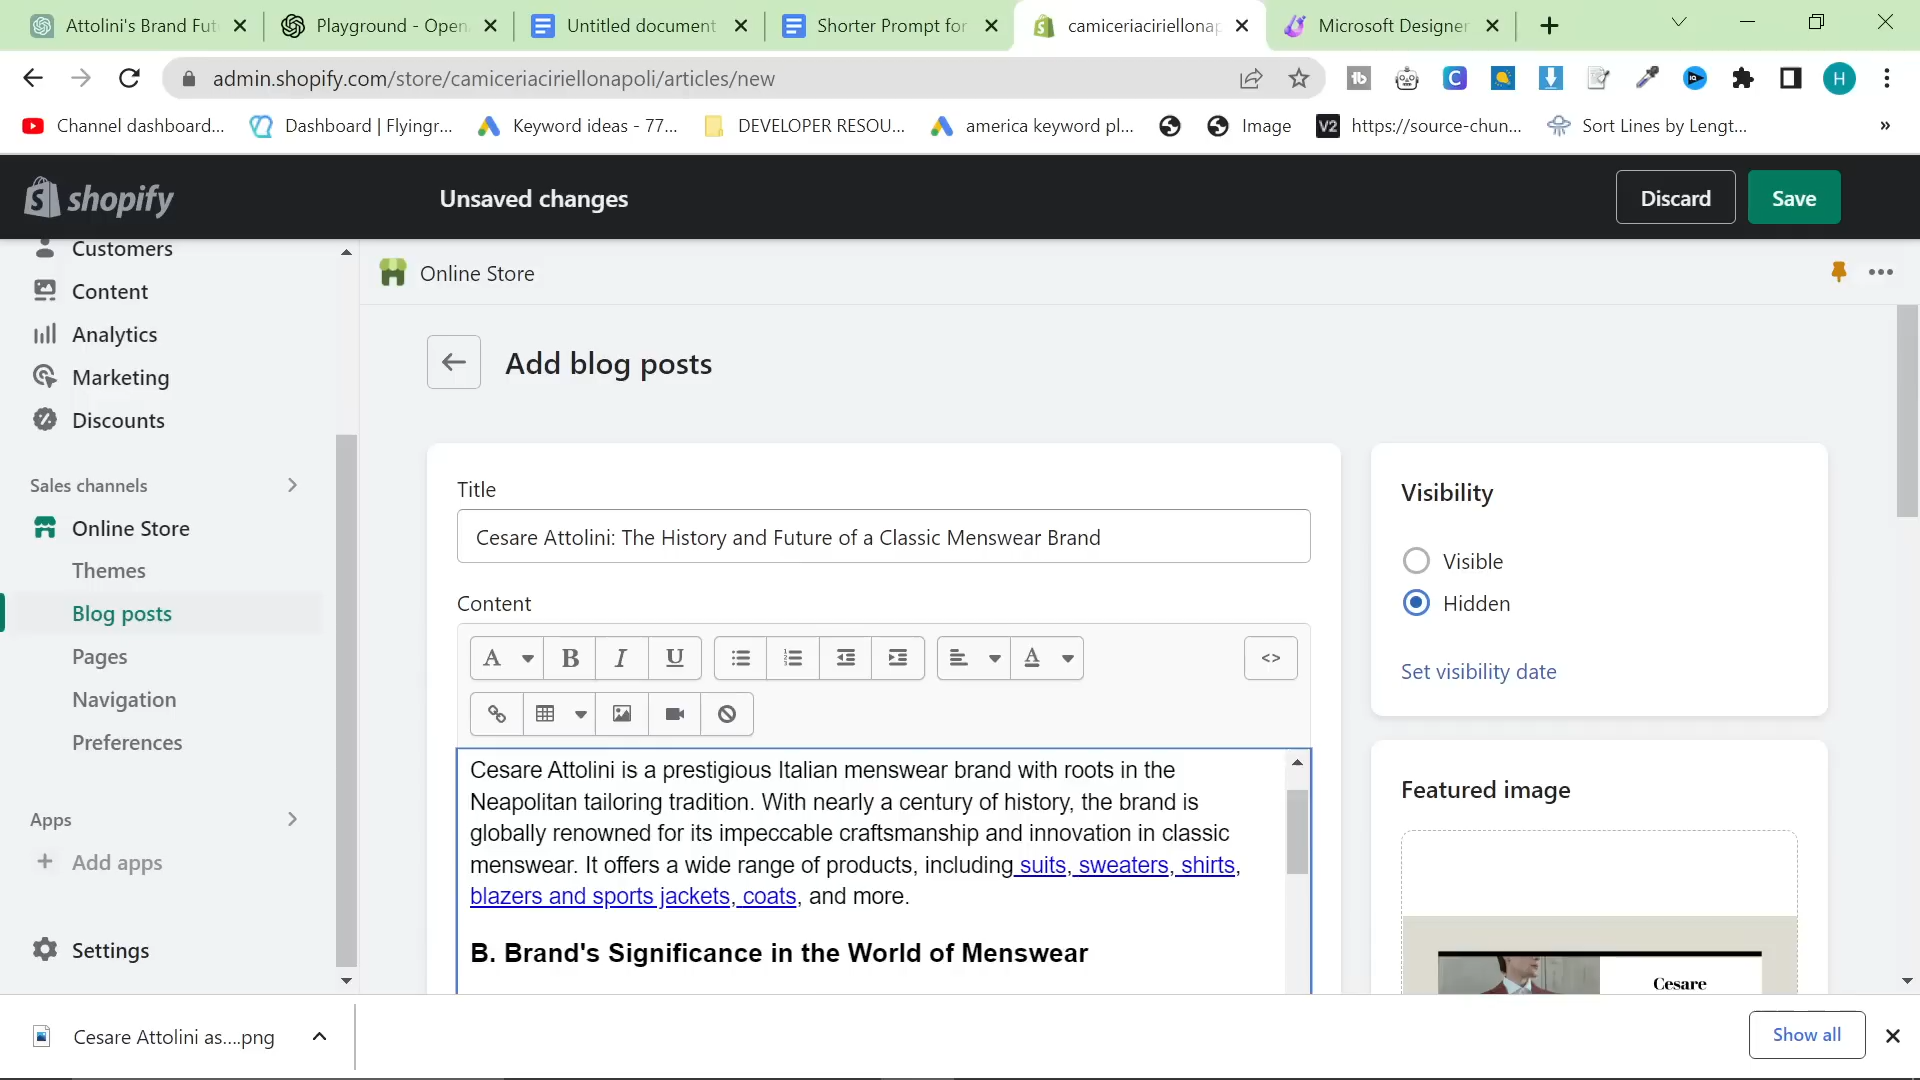 Attolini's Brand Fut
Playground - Open
Untitled document
Shorter Prompt for
camiceriaciriellonap
Microsoft Designer
admin.shopify.com/store/camiceriaciriellonapoli/articles/new
Channel dashboard...
Dashboard | Flyingr...
Keyword ideas - 77...
DEVELOPER RESOU...
america keyword pl...
Image
https://source-chun...
Sort Lines by Lengt...
shopify
Unsaved changes
Discard
Save
Customers
Content
Analytics
Marketing
Discounts
Sales channels
Online Store
Themes
Blog posts
Pages
Navigation
Preferences
Apps
Add apps
Settings
Online Store
Add blog posts
Title
Cesare Attolini: The History and Future of a Classic Menswear Brand
Content
Cesare Attolini is a prestigious Italian menswear brand with roots in the
Neapolitan tailoring tradition. With nearly a century of history, the brand is
globally renowned for its impeccable craftsmanship and innovation in classic
menswear. It offers a wide range of products, including suits, sweaters, shirts,
blazers and sports jackets, coats, and more.
B. Brand's Significance in the World of Menswear
Visibility
Visible
Hidden
Set visibility date
Featured image
Cesare
Cesare Attolini as....png
Show all